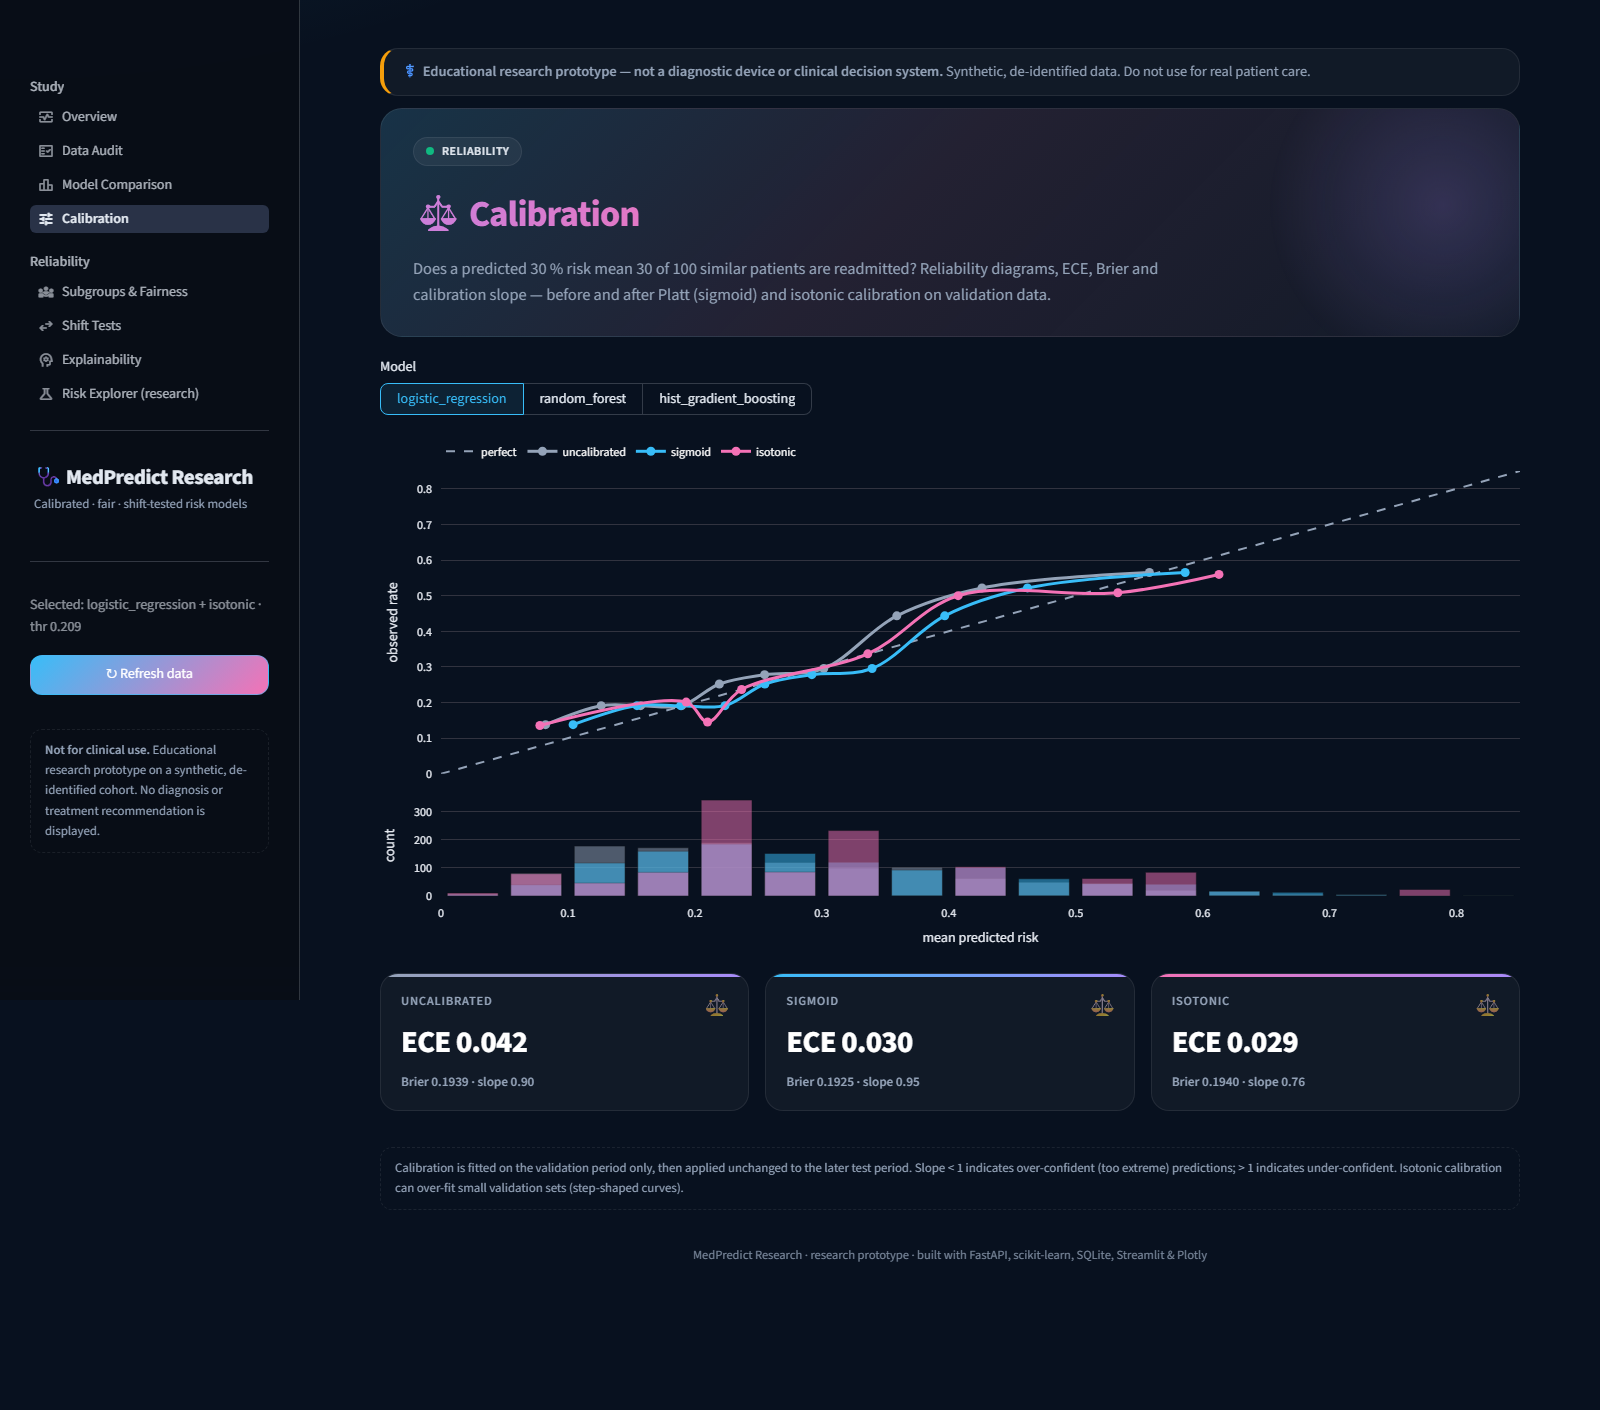 Study
Overview
Data Audit
Model Comparison
Calibration
Reliability
Subgroups & Fairness
Shift Tests
Explainability
Risk Explorer (research)
MedPredict Research
Calibrated · fair · shift-tested risk models
Selected: logistic_regression + isotonic ·
thr 0.209
↻ Refresh data
Not for clinical use. Educational
research prototype on a synthetic, de-
identified cohort. No diagnosis or
treatment recommendation is
displayed.
Educational research prototype — not a diagnostic device or clinical decision system. Synthetic, de-identified data. Do not use for real patient care.
RELIABILITY
Calibration
Does a predicted 30 % risk mean 30 of 100 similar patients are readmitted? Reliability diagrams, ECE, Brier and
calibration slope — before and after Platt (sigmoid) and isotonic calibration on validation data.
Model
logistic_regression
random_forest
hist_gradient_boosting
perfect
uncalibrated
sigmoid
isotonic
observed rate
0.8
0.7
0.6
0.5
0.4
0.3
0.2
0.1
0
count
300
200
100
0
0 0.1 0.2 0.3 0.4 0.5 0.6 0.7 0.8
mean predicted risk
UNCALIBRATED
ECE 0.042
Brier 0.1939 · slope 0.90
SIGMOID
ECE 0.030
Brier 0.1925 · slope 0.95
ISOTONIC
ECE 0.029
Brier 0.1940 · slope 0.76
Calibration is fitted on the validation period only, then applied unchanged to the later test period. Slope < 1 indicates over-confident (too extreme) predictions; > 1 indicates under-confident. Isotonic calibration
can over-fit small validation sets (step-shaped curves).
MedPredict Research · research prototype · built with FastAPI, scikit-learn, SQLite, Streamlit & Plotly